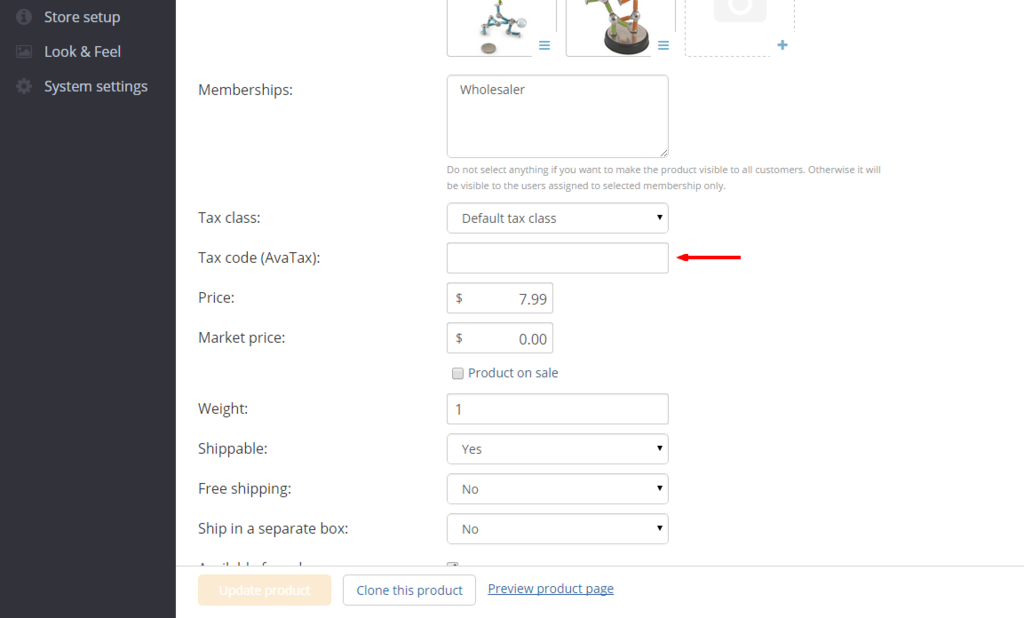 Store setup
Look & Feel
System settings
Memberships:
Wholesaler
Do not select anything if you want to make the product visible to all customers. Otherwise it will
be visible to the users assigned to selected membership only.
Tax class:
Default tax class
Tax code (AvaTax):
Price:
$ 7.99
Market price:
$ 0.00
Product on sale
Weight:
1
Shippable:
Yes
Free shipping:
No
Ship in a separate box:
No
Update product
Clone this product
Preview product page